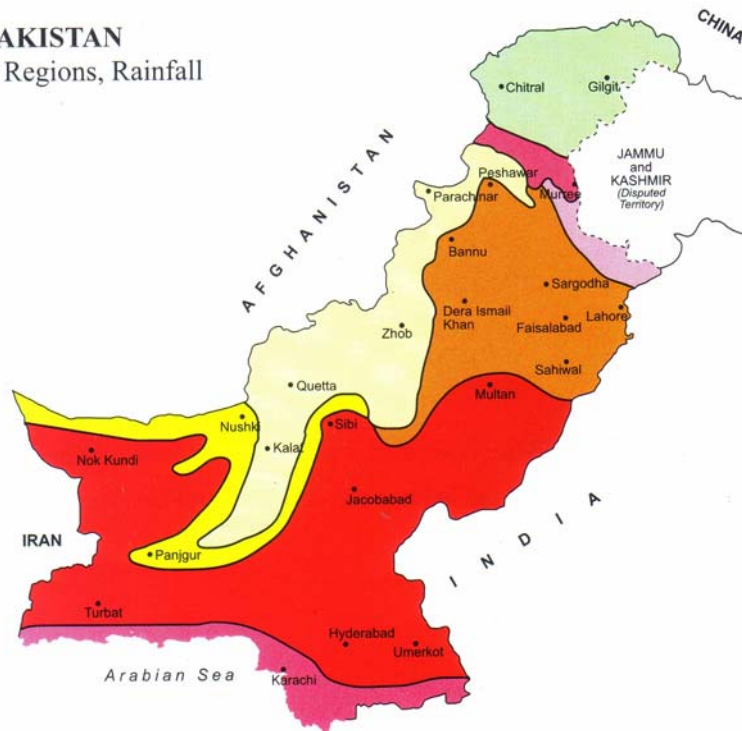 AKISTAN
Regions, Rainfall
CHINA
Chitral
Gilgit
AFGHANISTAN
JAMMU
and
KASHMIR
(Disputed
Territory)
Peshawar
Parachinar
Murree
Bannu
Sargodha
Dera Ismail
Khan
Lahore
Faisalabad
Zhob
Sahiwal
Quetta
Multan
Nushki
Sibi
Kalat
Nok Kundi
Jacobabad
INDIA
IRAN
Panjgur
Turbat
Hyderabad
Umerkot
Arabian Sea
Karachi